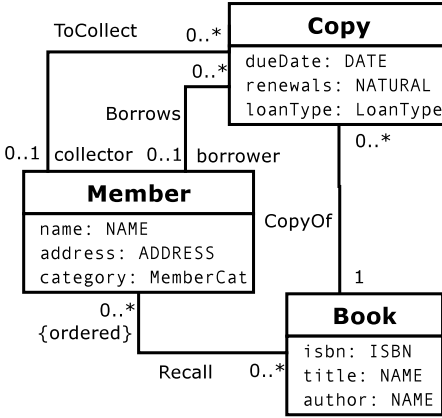 ToCollect
0..*
Copy
dueDate: DATE
renewals: NATURAL
loanType: LoanType
0..*
Borrows
0..*
0..1
collector
0..1
borrower
Member
name: NAME
address: ADDRESS
category: MemberCat
CopyOf
1
0..*
{ordered}
Recall
0..*
Book
isbn: ISBN
title: NAME
author: NAME